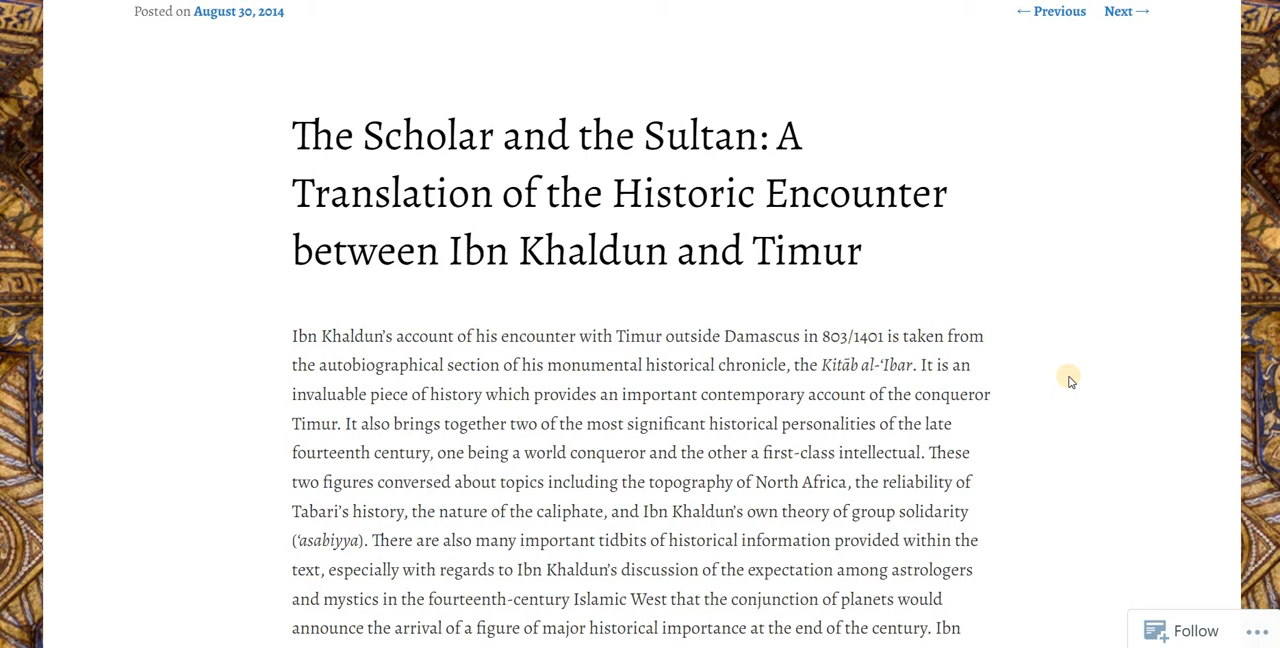 Posted on August 30, 2014
← Previous Next →
The Scholar and the Sultan: A
Translation of the Historic Encounter
between Ibn Khaldun and Timur
Ibn Khaldun’s account of his encounter with Timur outside Damascus in 803/1401 is taken from
the autobiographical section of his monumental historical chronicle, the Kitāb al-‘Ibar. It is an
invaluable piece of history which provides an important contemporary account of the conqueror
Timur. It also brings together two of the most significant historical personalities of the late
fourteenth century, one being a world conqueror and the other a first-class intellectual. These
two figures conversed about topics including the topography of North Africa, the reliability of
Tabari’s history, the nature of the caliphate, and Ibn Khaldun’s own theory of group solidarity
(‘asabiyya). There are also many important tidbits of historical information provided within the
text, especially with regards to Ibn Khaldun’s discussion of the expectation among astrologers
and mystics in the fourteenth-century Islamic West that the conjunction of planets would
announce the arrival of a figure of major historical importance at the end of the century. Ibn
Follow